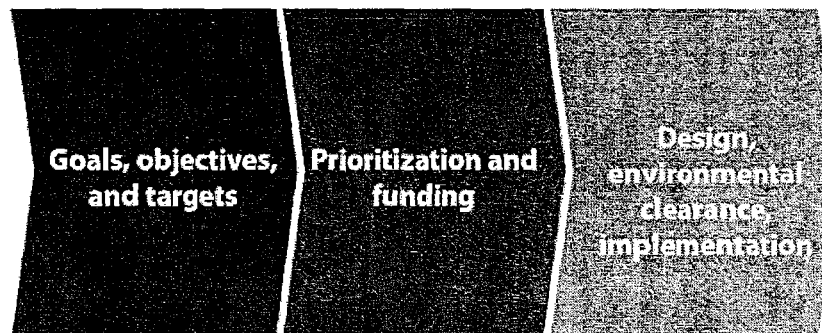 Goals, objectives,
and targets
Prioritization and
funding
Design,
environmental
clearance,
implementation